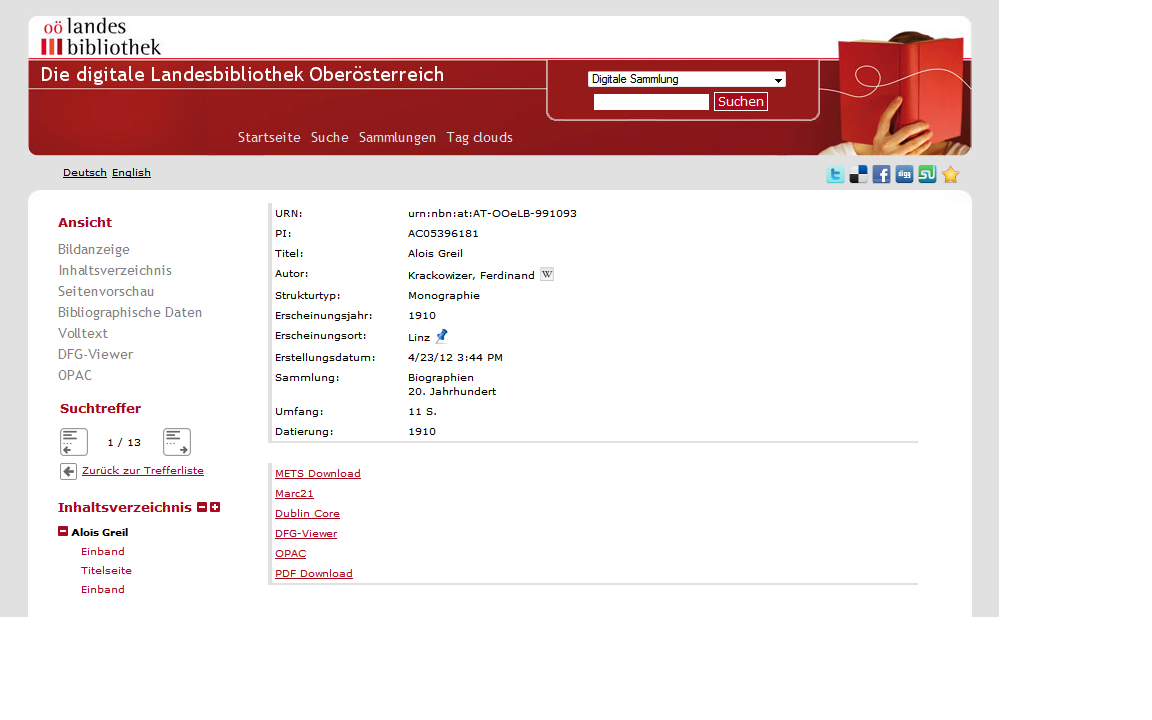 oö landes
bibliothek
Die digitale Landesbibliothek Oberösterreich
Digitale Sammlung
Suchen
Startseite Suche Sammlungen Tag clouds
Deutsch English
t f digg SU
Ansicht
Bildanzeige
Inhaltsverzeichnis
Seitenvorschau
Bibliographische Daten
Volltext
DFG-Viewer
OPAC
Suchtreffer
1 / 13
Zurück zur Trefferliste
Inhaltsverzeichnis
Alois Greil
Einband
Titelseite
Einband
URN: urn:nbn:at:AT-OOeLB-991093
PI: AC05396181
Titel: Alois Greil
Autor: Krackowizer, Ferdinand W
Strukturtyp: Monographie
Erscheinungsjahr: 1910
Erscheinungsort: Linz
Erstellungsdatum: 4/23/12 3:44 PM
Sammlung: Biographien
20. Jahrhundert
Umfang: 11 S.
Datierung: 1910
METS Download
Marc21
Dublin Core
DFG-Viewer
OPAC
PDF Download